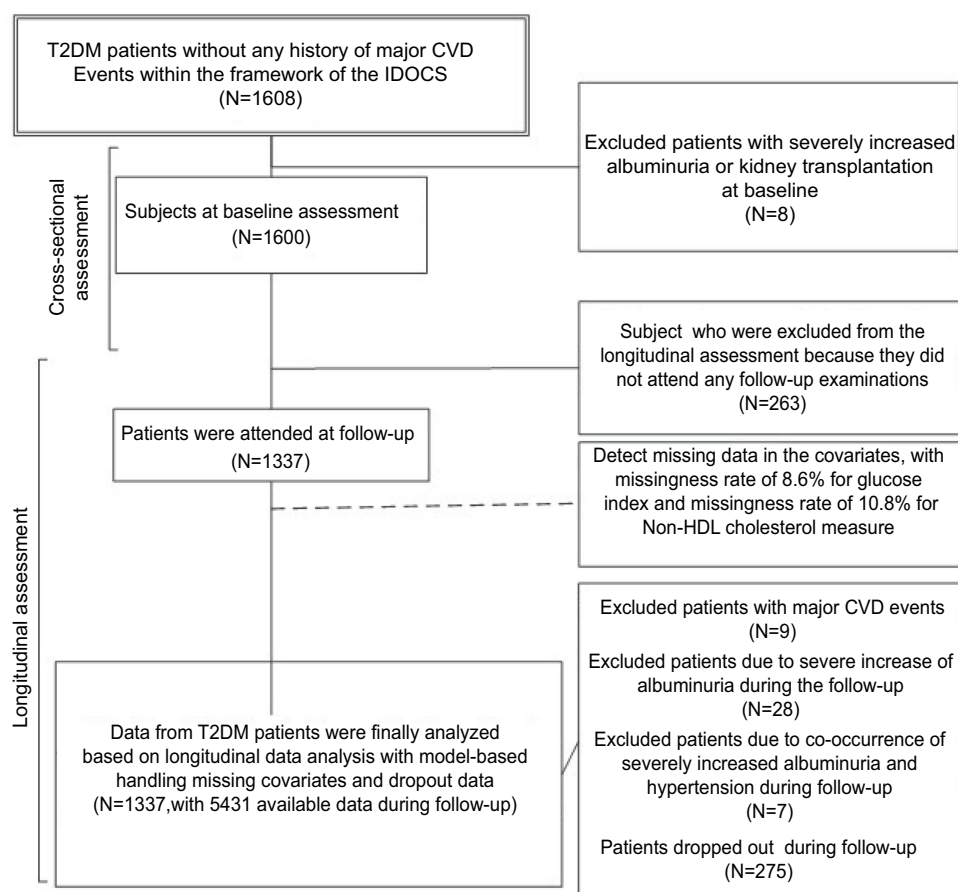 T2DM patients without any history of major CVD
Events within the framework of the IDOCS
(N=1608)
Excluded patients with severely increased
albuminuria or kidney transplantation
at baseline
(N=8)
Cross-sectional
assessment
Subjects at baseline assessment
(N=1600)
Subject who were excluded from the
longitudinal assessment because they did
not attend any follow-up examinations
(N=263)
Longitudinal assessment
Patients were attended at follow-up
(N=1337)
Detect missing data in the covariates, with
missingness rate of 8.6% for glucose
index and missingness rate of 10.8% for
Non-HDL cholesterol measure
Data from T2DM patients were finally analyzed
based on longitudinal data analysis with model-based
handling missing covariates and dropout data
(N=1337,with 5431 available data during follow-up)
Excluded patients with major CVD events
(N=9)
Excluded patients due to severe increase of
albuminuria during the follow-up
(N=28)
Excluded patients due to co-occurrence of
severely increased albuminuria and
hypertension during follow-up
(N=7)
Patients dropped out during follow-up
(N=275)